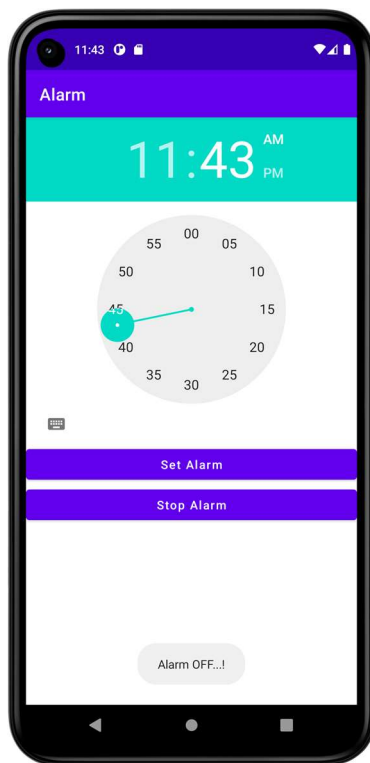 11:43
Alarm
11:43 AM
PM
00
55 05
50 10
45 15
40 20
35 25
30
Set Alarm
Stop Alarm
Alarm OFF...!